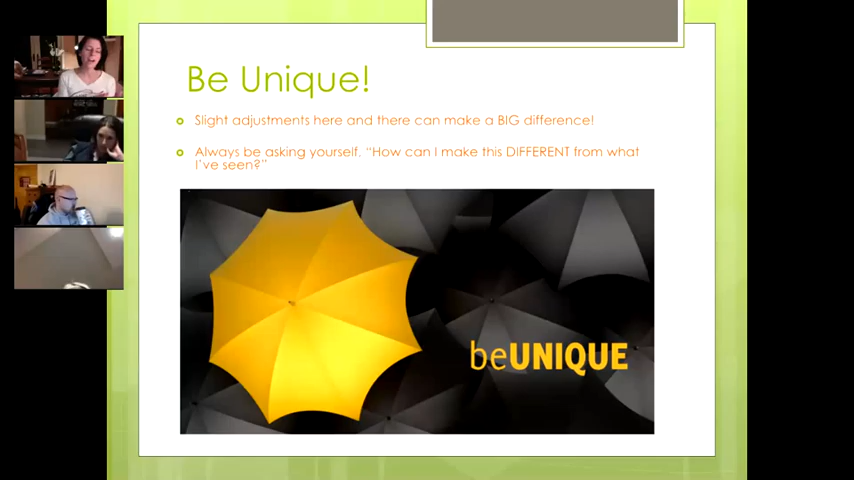 Be Unique!
Slight adjustments here and there can make a BIG difference!
Always be asking yourself, “How can I make this DIFFERENT from what
I’ve seen?”
beUNIQUE